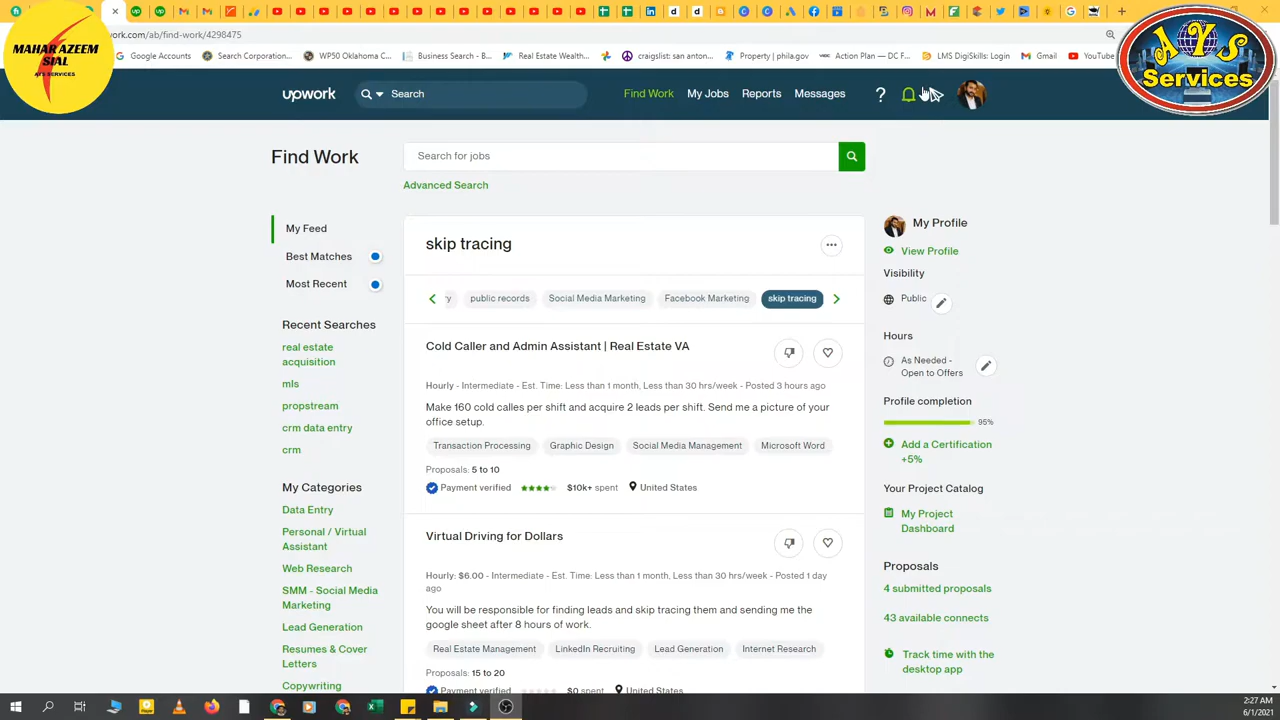 MAHAR AZEEM
SIAL
AYS SERVICES
AYS
Services
work.com/ab/find-work/4298475
Google Accounts
Search Corporation...
WP50 Oklahoma C...
Business Search - B...
Real Estate Wealth...
craigslist: san anton...
Property | phila.gov
Action Plan — DC F...
LMS DigiSkills: Login
Gmail
YouTube
upwork
Search
Find Work
My Jobs
Reports
Messages
?
Find Work
Search for jobs
Advanced Search
My Feed
Best Matches
Most Recent
Recent Searches
real estate
acquisition
mls
propstream
crm data entry
crm
My Categories
Data Entry
Personal / Virtual
Assistant
Web Research
SMM - Social Media
Marketing
Lead Generation
Resumes & Cover
Letters
Copywriting
skip tracing
ry
public records
Social Media Marketing
Facebook Marketing
skip tracing
Cold Caller and Admin Assistant | Real Estate VA
Hourly - Intermediate - Est. Time: Less than 1 month, Less than 30 hrs/week - Posted 3 hours ago
Make 160 cold calles per shift and acquire 2 leads per shift. Send me a picture of your
office setup.
Transaction Processing
Graphic Design
Social Media Management
Microsoft Word
Proposals: 5 to 10
Payment verified
$10k+ spent
United States
Virtual Driving for Dollars
Hourly: $6.00 - Intermediate - Est. Time: Less than 1 month, Less than 30 hrs/week - Posted 1 day
ago
You will be responsible for finding leads and skip tracing them and sending me the
google sheet after 8 hours of work.
Real Estate Management
LinkedIn Recruiting
Lead Generation
Internet Research
Proposals: 15 to 20
Payment verified
$0 spent
United States
My Profile
View Profile
Visibility
Public
Hours
As Needed -
Open to Offers
Profile completion
95%
Add a Certification
+5%
Your Project Catalog
My Project
Dashboard
Proposals
4 submitted proposals
43 available connects
Track time with the
desktop app
2:27 AM
6/1/2021